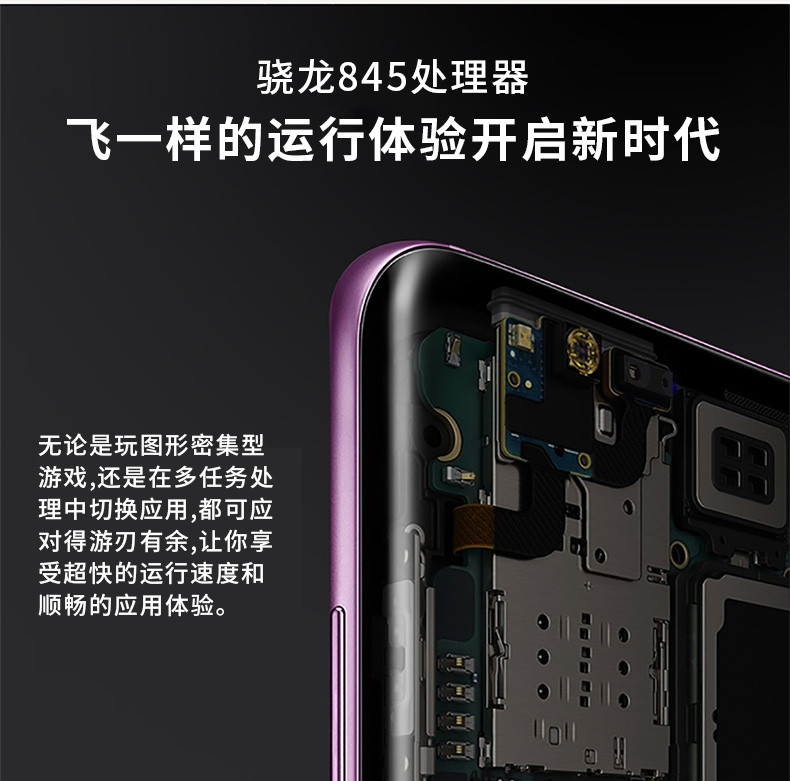 骁龙845处理器
飞一样的运行体验开启新时代
无论是玩图形密集型
游戏,还是在多任务处
理中切换应用,都可应
对得游刃有余,让你享
受超快的运行速度和
顺畅的应用体验。